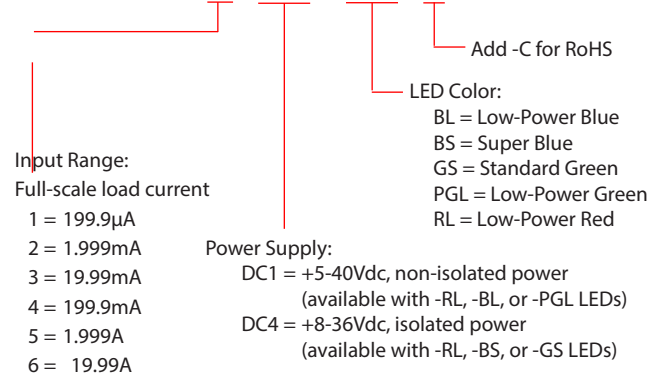 Add -C for RoHS
LED Color:
BL = Low-Power Blue
BS = Super Blue
GS = Standard Green
PGL = Low-Power Green
RL = Low-Power Red
Input Range:
Full-scale load current
1 = 199.9µA
2 = 1.999mA
3 = 19.99mA
4 = 199.9mA
5 = 1.999A
6 = 19.99A
Power Supply:
DC1 = +5-40Vdc, non-isolated power
(available with -RL, -BL, or -PGL LEDs)
DC4 = +8-36Vdc, isolated power
(available with -RL, -BS, or -GS LEDs)